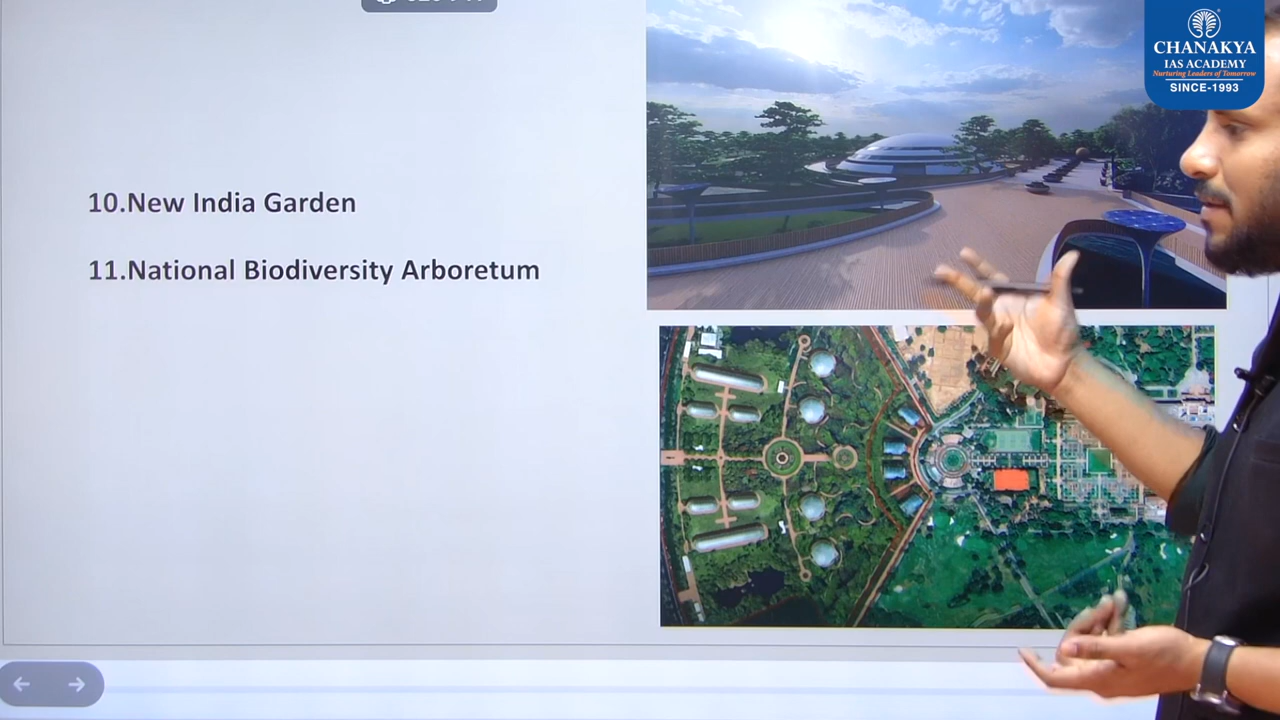 CHANAKYA
IAS ACADEMY
Nurturing Leaders of Tomorrow
SINCE-1993
10.New India Garden
11.National Biodiversity Arboretum